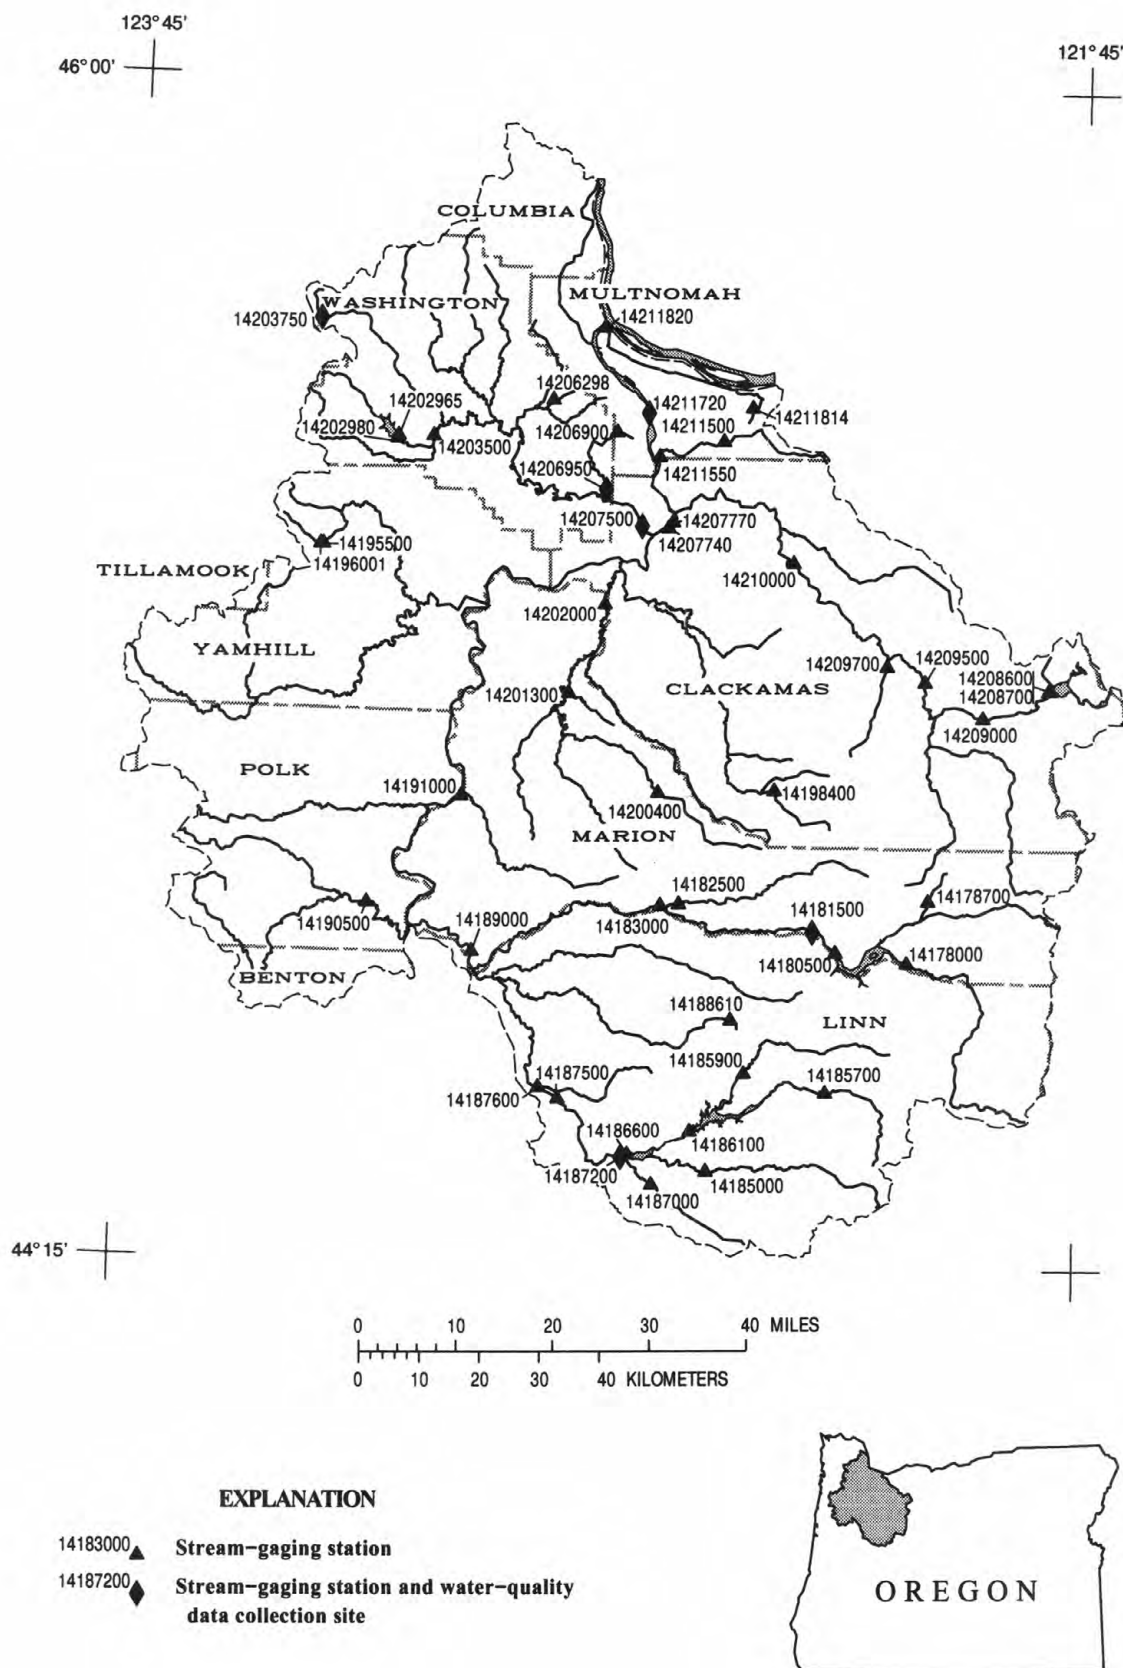 123°45'
46°00'
121°45'
COLUMBIA
MULTNOMAH
WASHINGTON
14203750
14211820
14206298
14202965
14211720
14211814
14202980
14206900
14211500
14203500
14206950
14211550
14207500
14207770
14195500
14207740
14196001
TILLAMOOK
14210000
14202000
YAMHILL
14209700
14209500
14208600
14208700
14201300
CLACKAMAS
14209000
POLK
14191000
14198400
14200400
MARION
14182500
14178700
14181500
14190500
14189000
14183000
14180500
14178000
BENTON
14188610
LINN
14187500
14185900
14185700
14187600
14186600
14186100
14187200
14185000
14187000
44°15'
0 10 20 30 40 MILES
0 10 20 30 40 KILOMETERS
EXPLANATION
14183000 Stream-gaging station
14187200 Stream-gaging station and water-quality
data collection site
OREGON